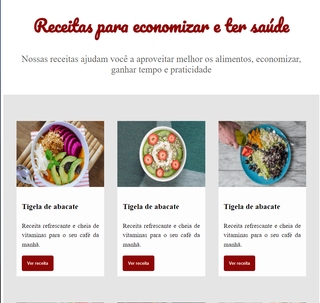 Receitas para economizar e ter saúde
Nossas receitas ajudam você a aproveitar melhor os alimentos, economizar,
ganhar tempo e praticidade
Tigela de abacate
Receita refrescante e cheia de
vitaminas para o seu café da
manhã.
Ver receita
Tigela de abacate
Receita refrescante e cheia de
vitaminas para o seu café da
manhã.
Ver receita
Tigela de abacate
Receita refrescante e cheia de
vitaminas para o seu café da
manhã.
Ver receita